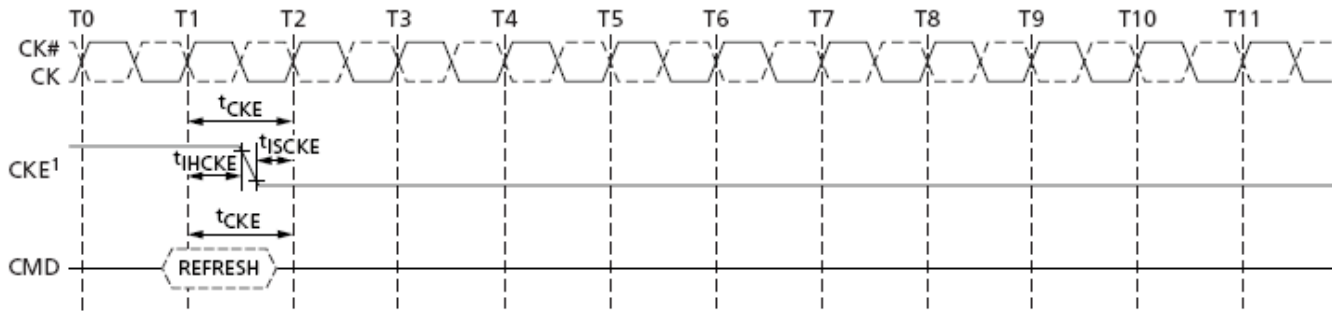 T0 T1 T2 T3 T4 T5 T6 T7 T8 T9 T10 T11
CK#
CK
tCKE
tISCKE
CKE1
tIHCKE
tCKE
CMD
REFRESH